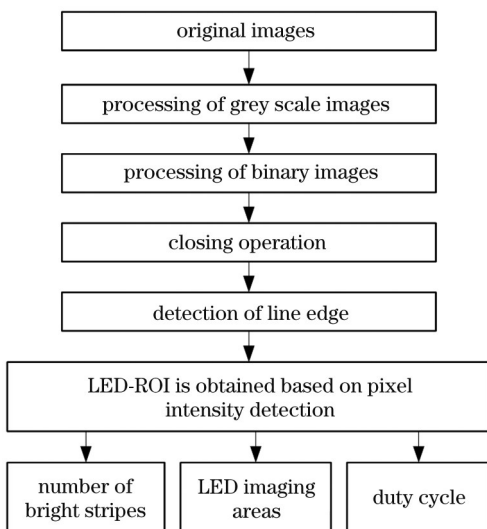 original images
processing of grey scale images
processing of binary images
closing operation
detection of line edge
LED-ROI is obtained based on pixel
intensity detection
number of
bright stripes
LED imaging
areas
duty cycle